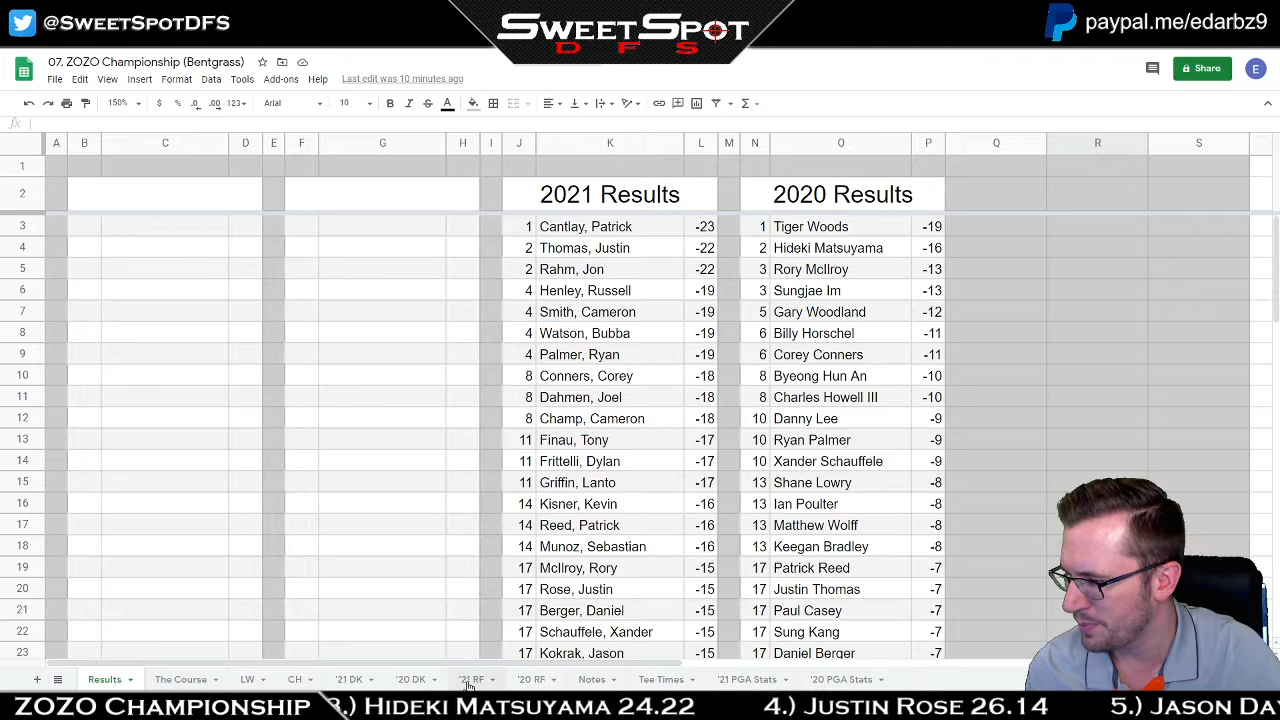 @SweetSpotDFS
SweetSpot
DFS
paypal.me/edarbz9
07. ZOZO Championship (Bentgrass)
File Edit View Insert Format Data Tools Add-ons Help Last edit was 10 minutes ago
Share
E
150% $ % .0 .00 123 Arial 10 B I S A
fx
A B C D E F G H I J K L M N O P Q R S
1
2 2021 Results 2020 Results
3 1 Cantlay, Patrick -23 1 Tiger Woods -19
4 2 Thomas, Justin -22 2 Hideki Matsuyama -16
5 2 Rahm, Jon -22 3 Rory McIlroy -13
6 4 Henley, Russell -19 3 Sungjae Im -13
7 4 Smith, Cameron -19 5 Gary Woodland -12
8 4 Watson, Bubba -19 6 Billy Horschel -11
9 4 Palmer, Ryan -19 6 Corey Conners -11
10 8 Conners, Corey -18 8 Byeong Hun An -10
11 8 Dahmen, Joel -18 8 Charles Howell III -10
12 8 Champ, Cameron -18 10 Danny Lee -9
13 11 Finau, Tony -17 10 Ryan Palmer -9
14 11 Frittelli, Dylan -17 10 Xander Schauffele -9
15 11 Griffin, Lanto -17 13 Shane Lowry -8
16 14 Kisner, Kevin -16 13 Ian Poulter -8
17 14 Reed, Patrick -16 13 Matthew Wolff -8
18 14 Munoz, Sebastian -16 13 Keegan Bradley -8
19 17 McIlroy, Rory -15 17 Patrick Reed -7
20 17 Rose, Justin -15 17 Justin Thomas -7
21 17 Berger, Daniel -15 17 Paul Casey -7
22 17 Schauffele, Xander -15 17 Sung Kang -7
23 17 Kokrak, Jason -15 17 Daniel Berger -7
Results The Course LW CH '21 DK '20 DK '21 RF '20 RF Notes Tee Times '21 PGA Stats '20 PGA Stats
ZOZO Championship 3.) Hideki Matsuyama 24.22 4.) Justin Rose 26.14 5.) Jason Da